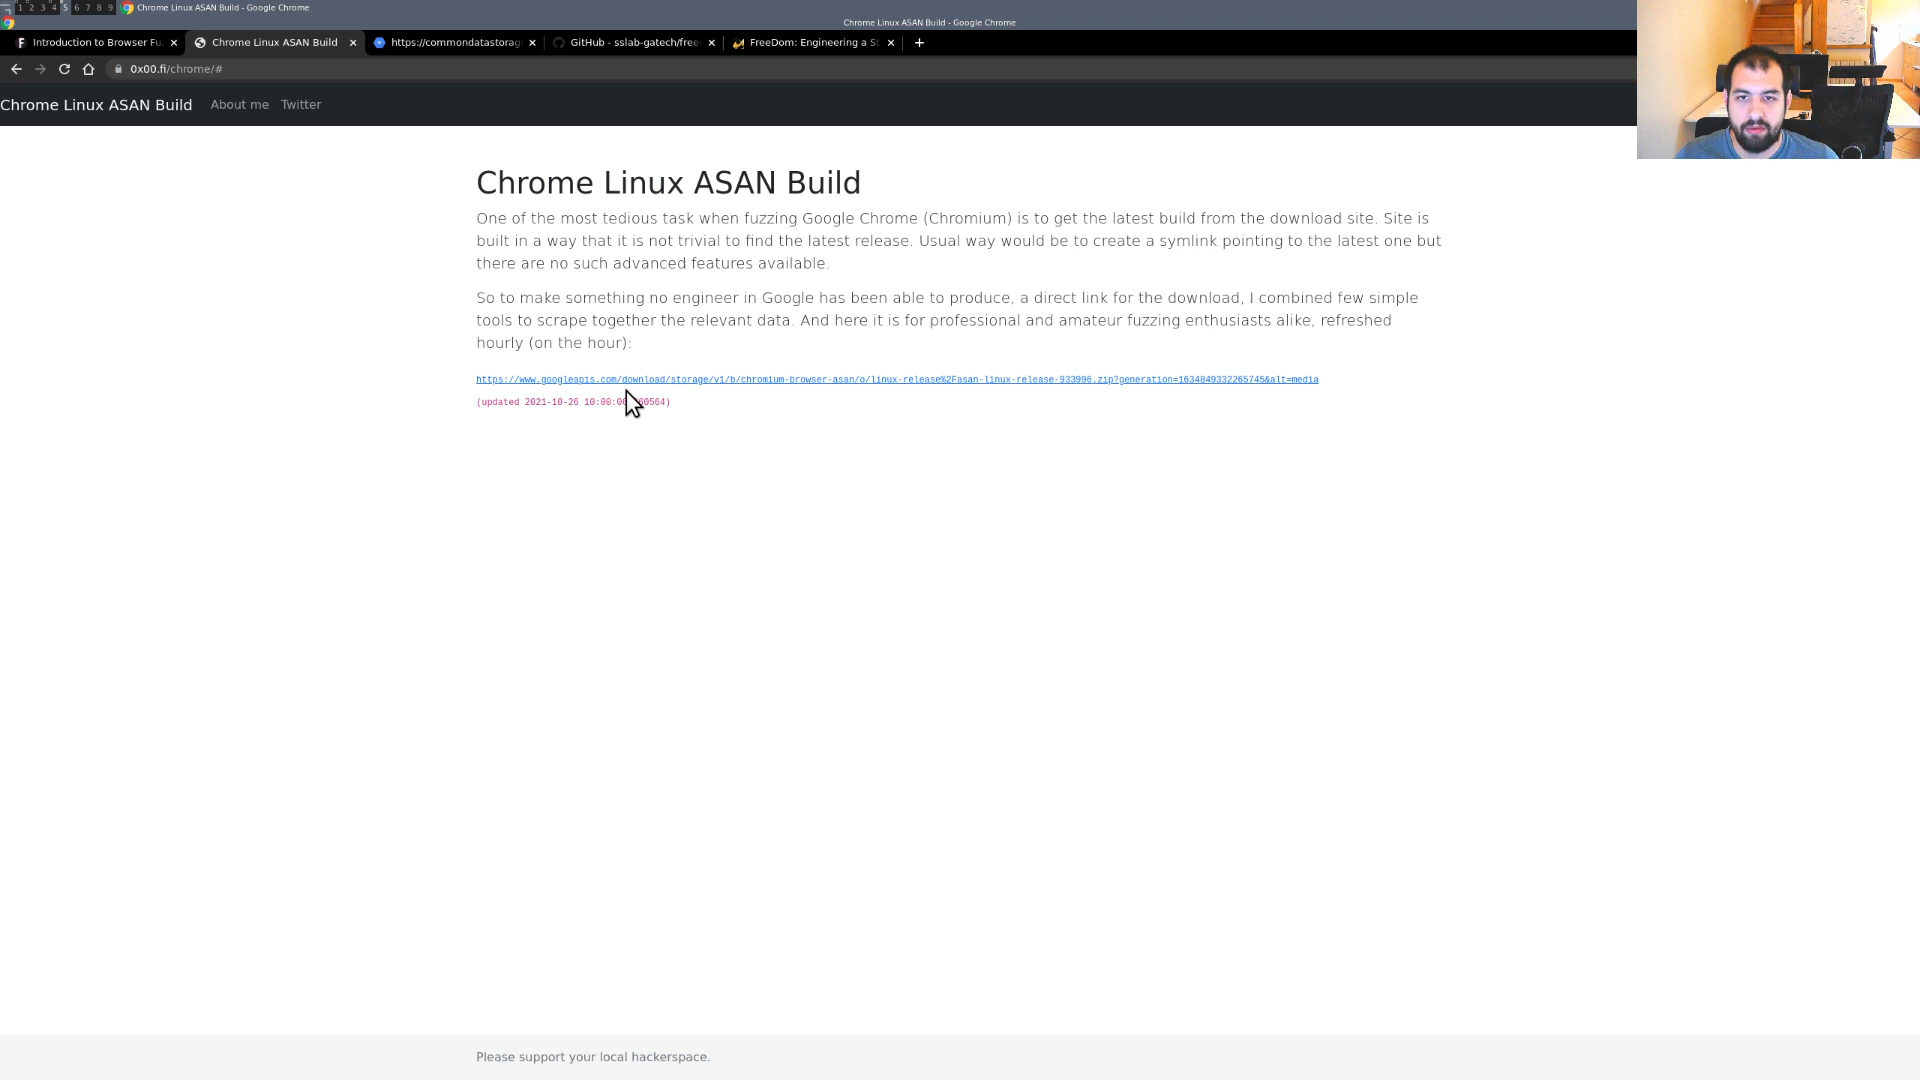 1 2 3 4 5 6 7 8 9 Chrome Linux ASAN Build - Google Chrome
Chrome Linux ASAN Build - Google Chrome
Introduction to Browser Fu
Chrome Linux ASAN Build
https://commondatastorag
GitHub - sslab-gatech/free
FreeDom: Engineering a St
0x00.fi/chrome/#
Chrome Linux ASAN Build About me Twitter
Chrome Linux ASAN Build
One of the most tedious task when fuzzing Google Chrome (Chromium) is to get the latest build from the download site. Site is
built in a way that it is not trivial to find the latest release. Usual way would be to create a symlink pointing to the latest one but
there are no such advanced features available.
So to make something no engineer in Google has been able to produce, a direct link for the download, I combined few simple
tools to scrape together the relevant data. And here it is for professional and amateur fuzzing enthusiasts alike, refreshed
hourly (on the hour):
https://www.googleapis.com/download/storage/v1/b/chromium-browser-asan/o/linux-release%2Fasan-linux-release-933996.zip?generation=1634849332265745&alt=media
(updated 2021-10-26
Please support your local hackerspace.